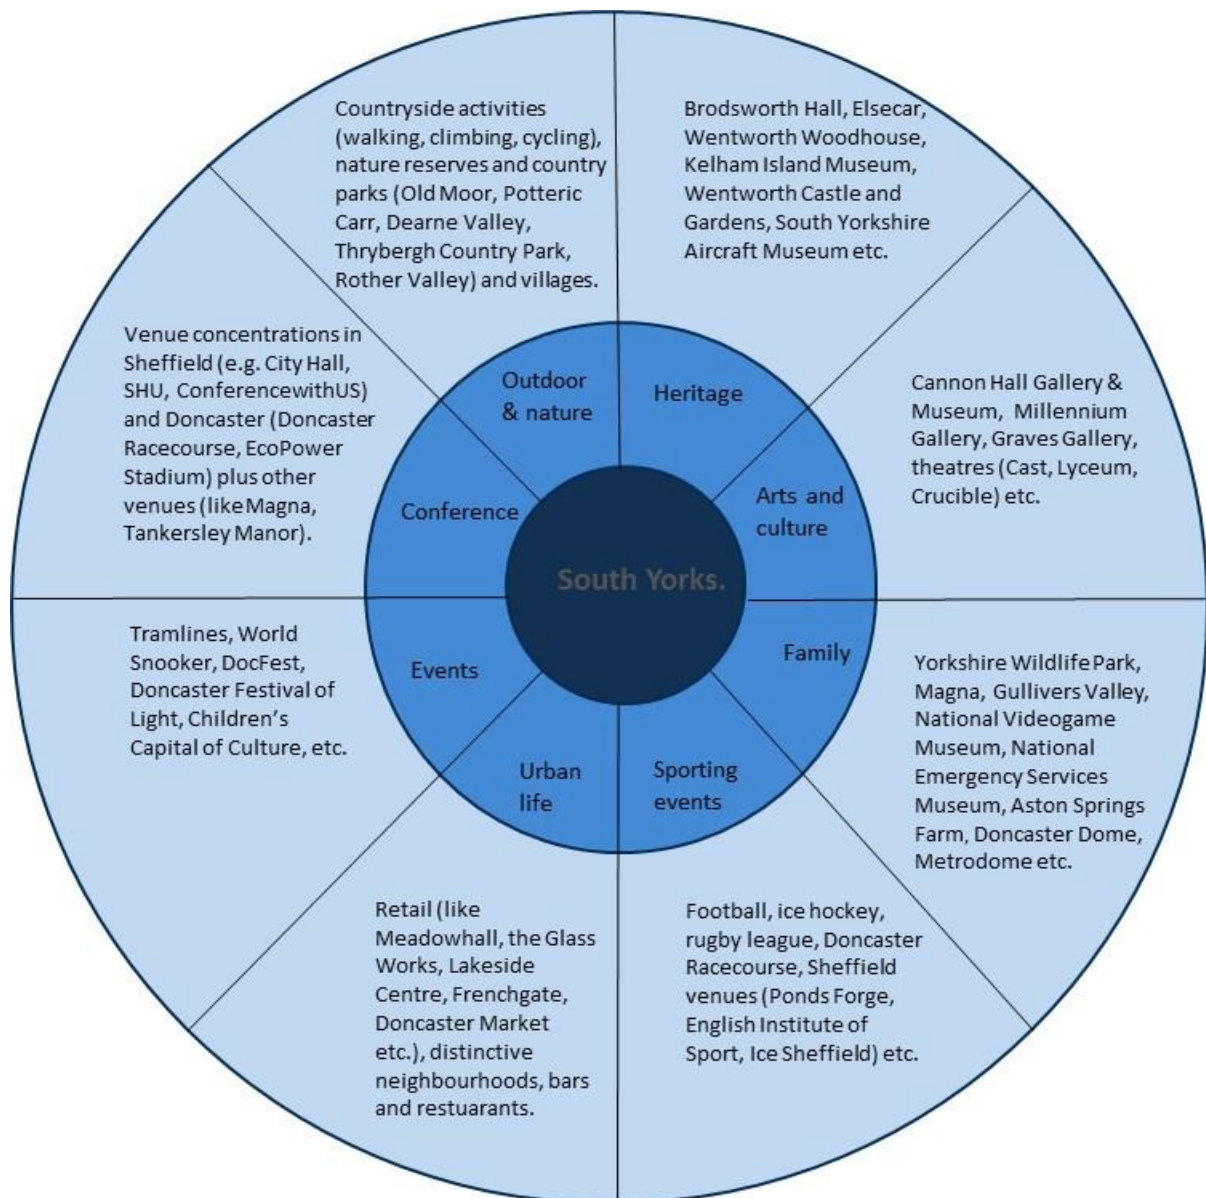 Countryside activities
(walking, climbing, cycling),
nature reserves and country
parks (Old Moor, Potteric
Carr, Dearne Valley,
Thrybergh Country Park,
Rother Valley) and villages.
Brodsworth Hall, Elsecar,
Wentworth Woodhouse,
Kelham Island Museum,
Wentworth Castle and
Gardens, South Yorkshire
Aircraft Museum etc.
Venue concentrations in
Sheffield (e.g. City Hall,
SHU, ConferencewithUS)
and Doncaster (Doncaster
Racecourse, EcoPower
Stadium) plus other
venues (like Magna,
Tankersley Manor).
Outdoor
& nature
Heritage
Cannon Hall Gallery &
Museum, Millennium
Gallery, Graves Gallery,
theatres (Cast, Lyceum,
Crucible) etc.
Conference
Arts and
culture
South Yorks.
Tramlines, World
Snooker, DocFest,
Doncaster Festival of
Light, Children's
Capital of Culture, etc.
Events
Family
Yorkshire Wildlife Park,
Magna, Gullivers Valley,
National Videogame
Museum, National
Emergency Services
Museum, Aston Springs
Farm, Doncaster Dome,
Metrodome etc.
Urban
life
Sporting
events
Retail (like
Meadowhall, the Glass
Works, Lakeside
Centre, Frenchgate,
Doncaster Market
etc.), distinctive
neighbourhoods, bars
and restuarants.
Football, ice hockey,
rugby league, Doncaster
Racecourse, Sheffield
venues (Ponds Forge,
English Institute of
Sport, Ice Sheffield) etc.